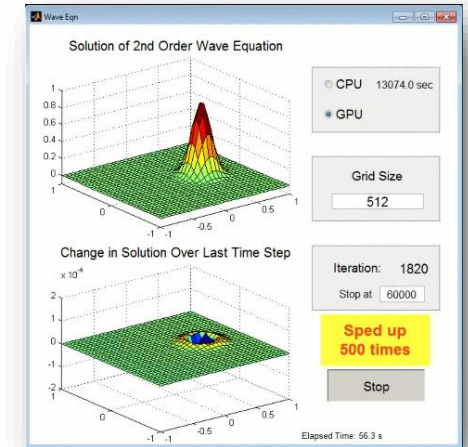 Wave Eqn
Solution of 2nd Order Wave Equation
1
0.8
0.6
0.4
0.2
0
1
0
-1
-1
-0.5
0
0.5
1
CPU 13074.0 sec
GPU
Grid Size
512
Change in Solution Over Last Time Step
2
1
0
-1
-2
1
0
-1
-1
-0.5
0
0.5
1
Iteration: 1820
Stop at 60000
Sped up
500 times
Stop
Elapsed Time: 56.3 s